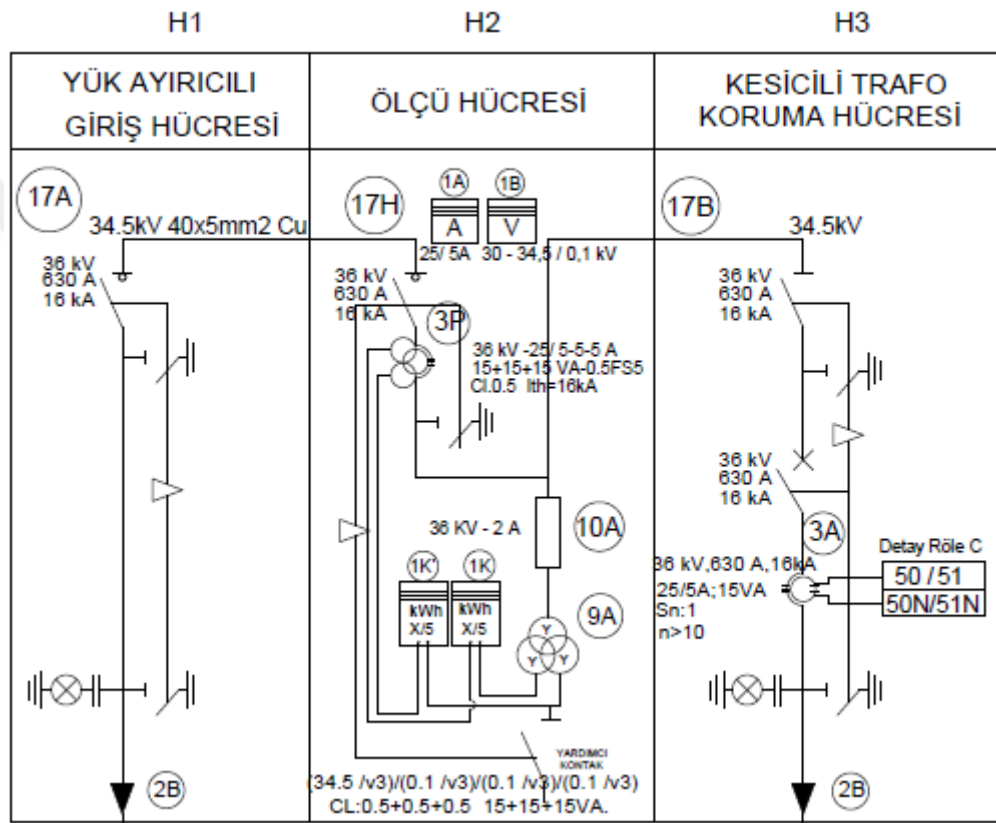 H1
H2
H3
YÜK AYIRICILI
GİRİŞ HÜCRESİ
ÖLÇÜ HÜCRESİ
KESİCİLİ TRAFO
KORUMA HÜCRESİ
17A
34.5kV 40x5mm2 Cu
36 kV
630 A
16 kA
2B
17H
1A
A
25/ 5A
1B
V
30 - 34,5 / 0,1 kV
36 kV
630 A
16 kA
3P
36 kV -25/ 5-5-5 A
15+15+15 VA-0.5FS5
Cl.0.5 Ith=16kA
36 KV - 2 A
10A
1K'
kWh
X/5
1K
kWh
X/5
9A
Y
Y
Y
YARDIMCI
KONTAK
(34.5 /v3)/(0.1 /v3)/(0.1 /v3)/(0.1 /v3)
CL:0.5+0.5+0.5 15+15+15VA.
17B
34.5kV
36 kV
630 A
16 kA
36 kV
630 A
16 kA
3A
36 kV,630 A,16kA
25/5A;15VA
Sn:1
n>10
Detay Röle C
50 / 51
50N/51N
2B